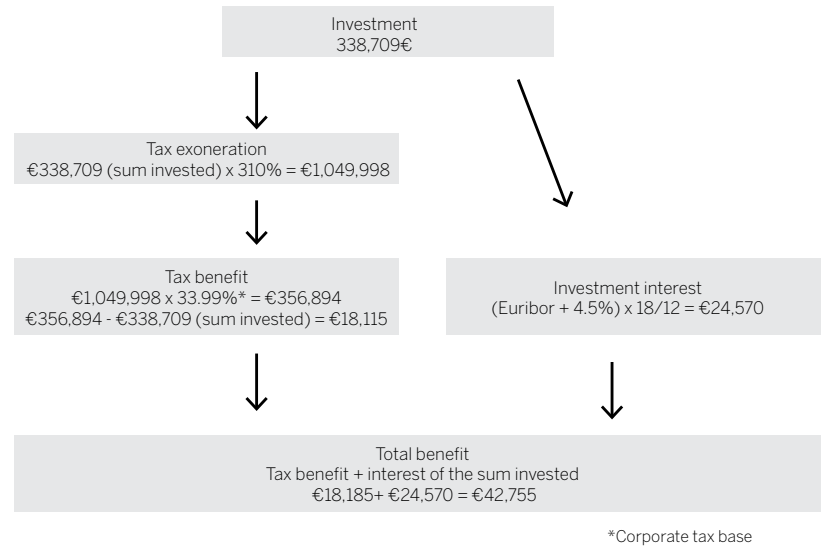 Investment
338,709€
Tax exoneration
€338,709 (sum invested) x 310% = €1,049,998
Tax benefit
€1,049,998 x 33.99%* = €356,894
€356,894 - €338,709 (sum invested) = €18,115
Investment interest
(Euribor + 4.5%) x 18/12 = €24,570
Total benefit
Tax benefit + interest of the sum invested
€18,185+ €24,570 = €42,755
*Corporate tax base